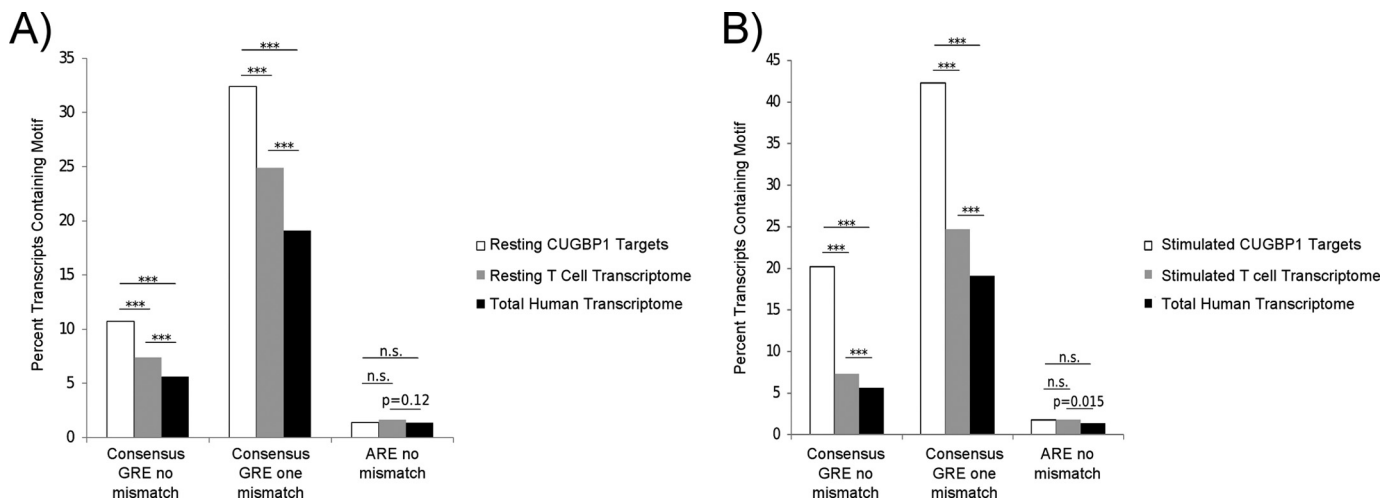 A)
Percent Transcripts Containing Motif
35
30
25
20
15
10
5
0
***
***
***
***
***
***
n.s.
n.s.
p=0.12
Consensus
GRE no
mismatch
Consensus
GRE one
mismatch
ARE no
mismatch
Resting CUGBP1 Targets
Resting T Cell Transcriptome
Total Human Transcriptome
B)
Percent Transcripts Containing Motif
45
40
35
30
25
20
15
10
5
0
***
***
***
***
***
***
n.s.
n.s.
p=0.015
Consensus
GRE no
mismatch
Consensus
GRE one
mismatch
ARE no
mismatch
Stimulated CUGBP1 Targets
Stimulated T cell Transcriptome
Total Human Transcriptome